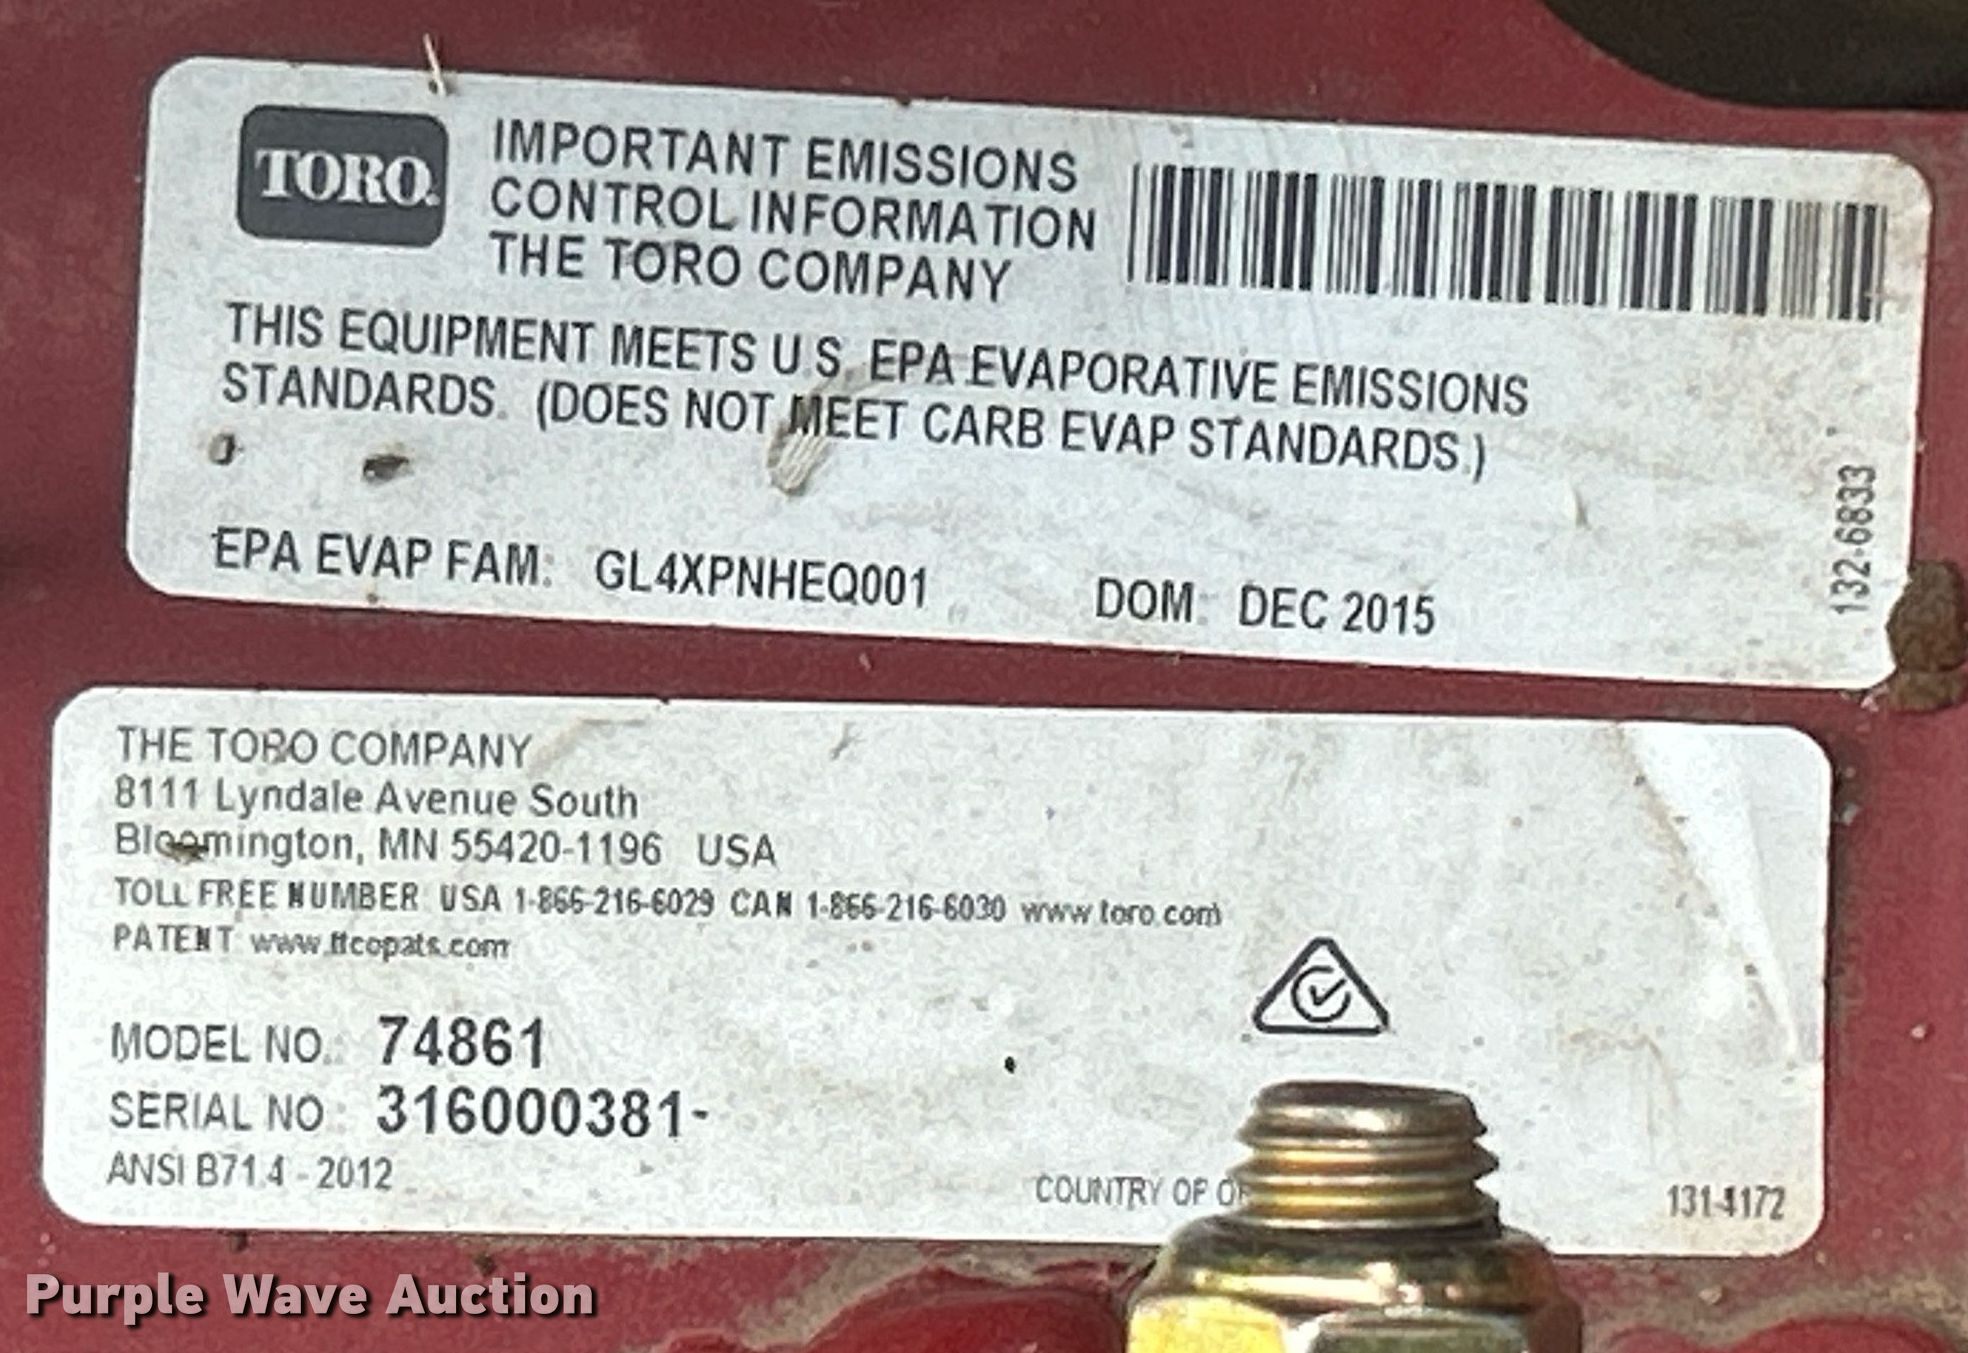 TORO.
IMPORTANT EMISSIONS
CONTROL INFORMATION
THE TORO COMPANY
THIS EQUIPMENT MEETS U.S. EPA EVAPORATIVE EMISSIONS
STANDARDS. (DOES NOT MEET CARB EVAP STANDARDS.)
EPA EVAP FAM: GL4XPNHEQ001 DOM: DEC 2015
132-6833
THE TORO COMPANY
8111 Lyndale Avenue South
Bloomington, MN 55420-1196 USA
TOLL FREE NUMBER USA 1-866-216-6029 CAN 1-866-216-6030 www.toro.com
PATENT: www.ttcopats.com
MODEL NO.: 74861
SERIAL NO.: 316000381-
ANSI B71.4 - 2012
COUNTRY OF
131-4172
Purple Wave Auction